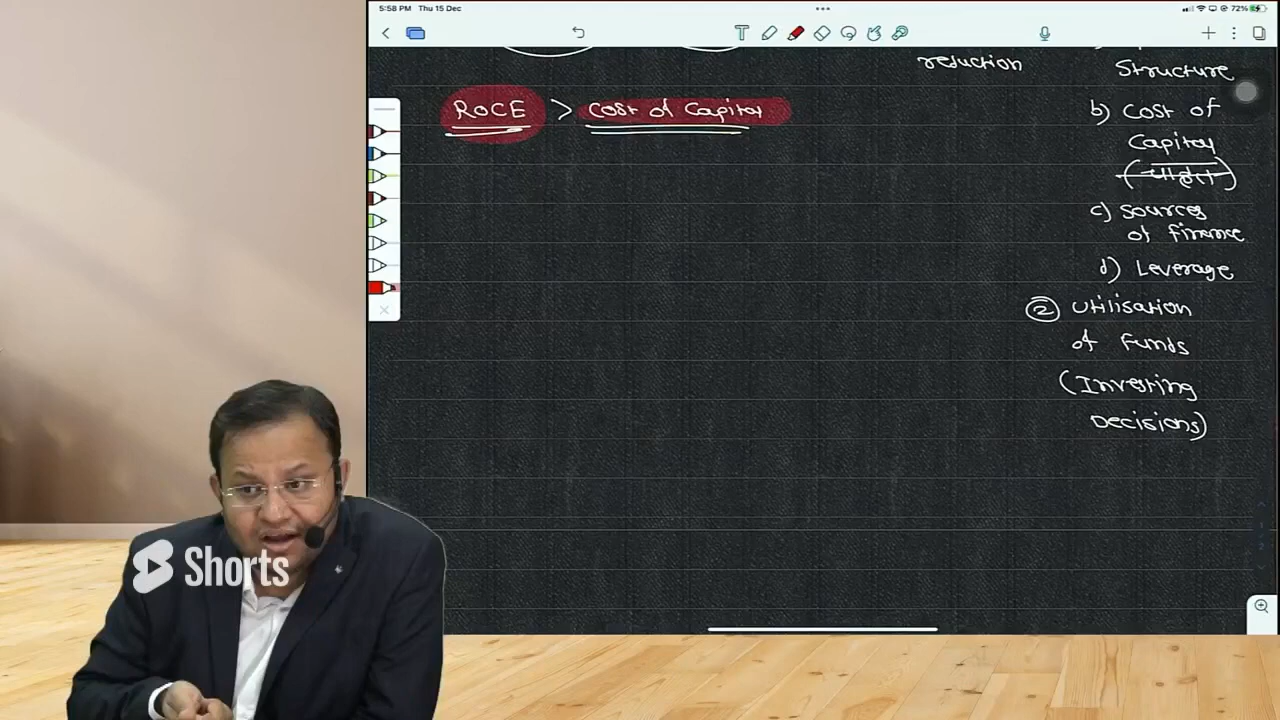 5:58 PM Thu 15 Dec
72%
reduction
Structure
ROCE > Cost of Capital
b) Cost of
Capital
c) Sources
of Finance
d) Leverage
② Utilisation
of Funds
(Investing
Decisions)
Shorts